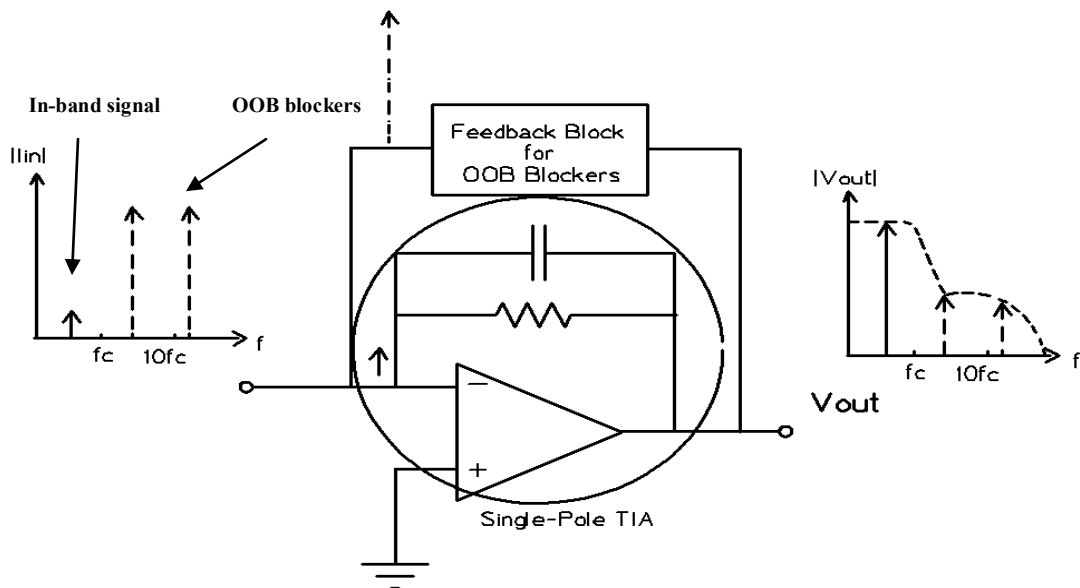 In-band signal
OOB blockers
|Iin|
fc
10fc
f
Feedback Block
for
OOB Blockers
−
+
Single-Pole TIA
|Vout|
fc
10fc
f
Vout